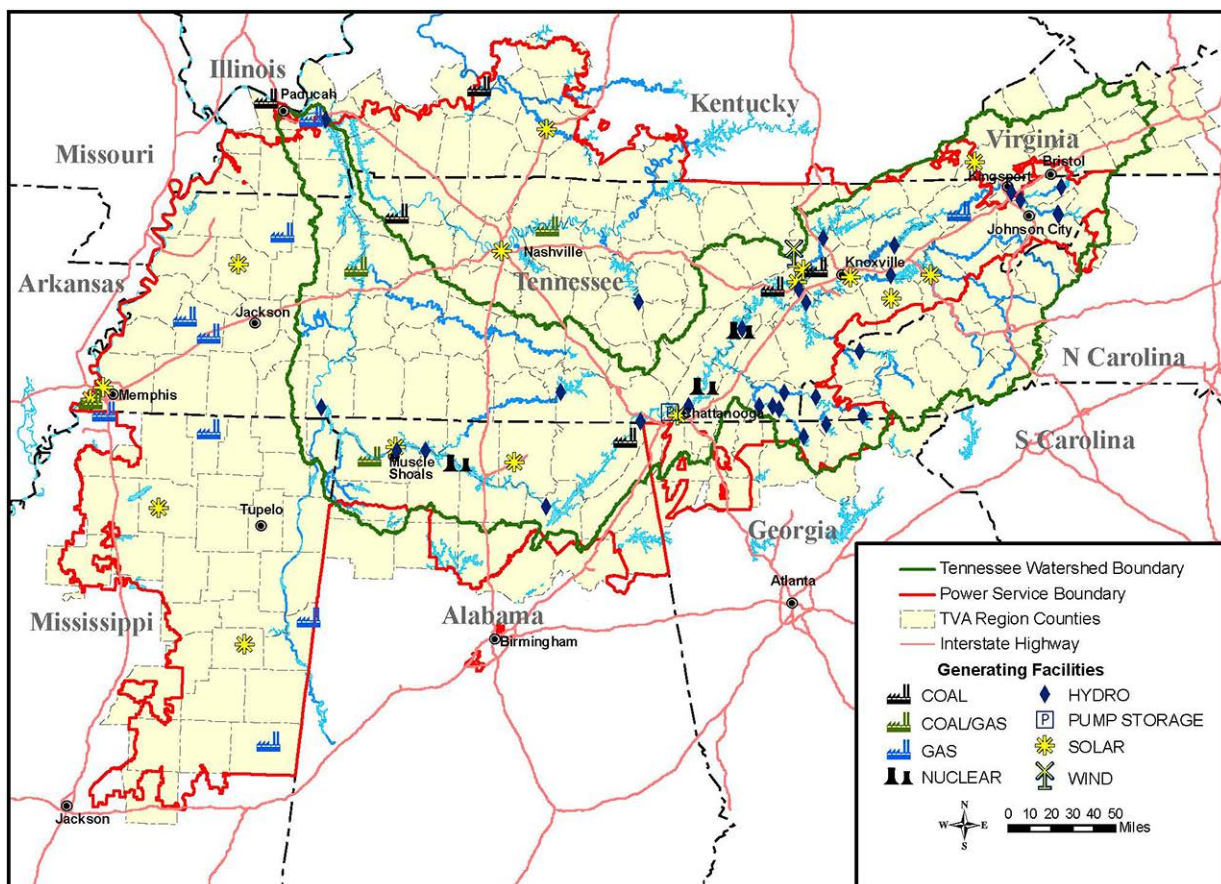 Illinois
Paducah
Kentucky
Missouri
Virginia
Bristol
Kingsport
Johnson City
Nashville
Knoxville
Tennessee
Arkansas
Jackson
N Carolina
Memphis
Chattanooga
S Carolina
Muscle
Shoals
Tupelo
Georgia
Atlanta
Mississippi
Alabama
Birmingham
Jackson
Tennessee Watershed Boundary
Power Service Boundary
TVA Region Counties
Interstate Highway
Generating Facilities
COAL
HYDRO
COAL/GAS
P PUMP STORAGE
GAS
SOLAR
NUCLEAR
WIND
N
W E
S
0 10 20 30 40 50
Miles
P